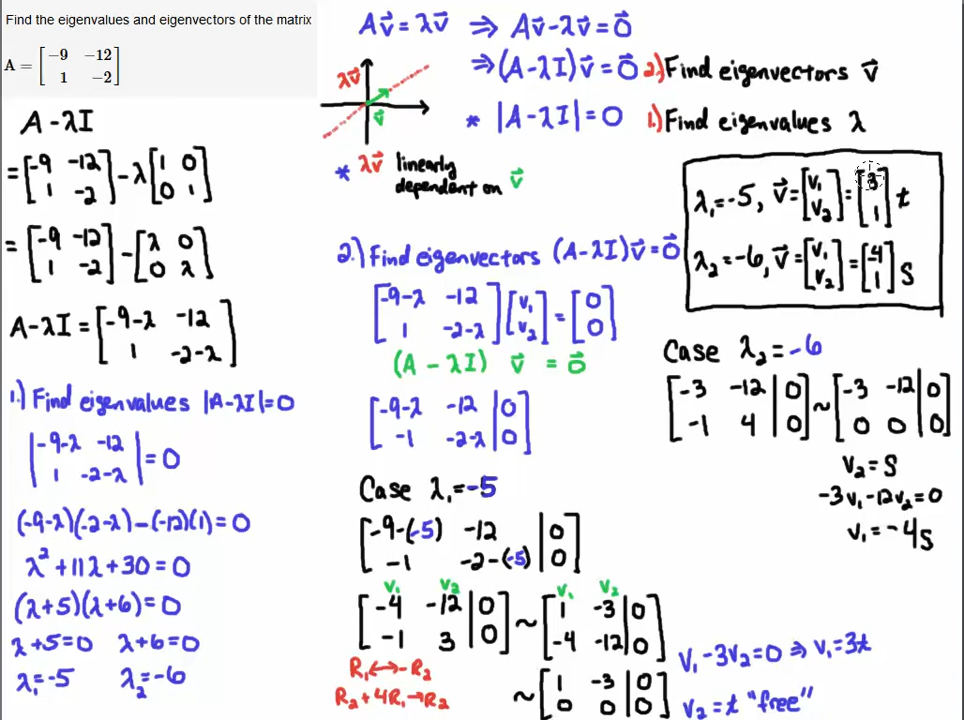 Find the eigenvalues and eigenvectors of the matrix
A = [-9 -12]
[1 -2]
A - λI
= [-9 -12] - λ [1 0]
[1 -2] [0 1]
= [-9 -12] - [λ 0]
[1 -2] [0 λ]
A-λI = [-9-λ -12]
[1 -2-λ]
1.) Find eigenvalues |A-λI|=0
|-9-λ -12| = 0
|1 -2-λ|
(-9-λ)(-2-λ)-(-12)(1)=0
λ²+11λ+30=0
(λ+5)(λ+6)=0
λ+5=0 λ+6=0
λ₁=-5 λ₂=-6
Av⃗=λv⃗ ⇒ Av⃗-λv⃗=0⃗
⇒(A-λI)v⃗=0⃗ 2.) Find eigenvectors v⃗
* |A-λI|=0 1.) Find eigenvalues λ
λv⃗
v⃗
* λv⃗ linearly
dependent on v⃗
2.) Find eigenvectors (A-λI)v⃗=0⃗
[-9-λ -12] [v₁] = [0]
[1 -2-λ] [v₂] [0]
(A - λI) v⃗ = 0⃗
[-9-λ -12 | 0]
[-1 -2-λ | 0]
Case λ₁=-5
[-9-(-5) -12 | 0]
[-1 -2-(-5) | 0]
v₁ v₂ v₁ v₂
[-4 -12 | 0] ~ [1 -3 | 0]
[-1 3 | 0] [-4 -12 | 0]
R₁↔-R₂
R₂+4R₁→R₂
~ [1 -3 | 0]
[0 0 | 0]
v₁-3v₂=0 ⇒ v₁=3t
v₂=t "free"
λ₁=-5, v⃗=[v₁]=[3] t
[v₂] [1]
λ₂=-6, v⃗=[v₁]=[-4] s
[v₂] [1]
Case λ₂=-6
[-3 -12 | 0] ~ [-3 -12 | 0]
[-1 4 | 0] [0 0 | 0]
v₂=s
-3v₁-12v₂=0
v₁=-4s